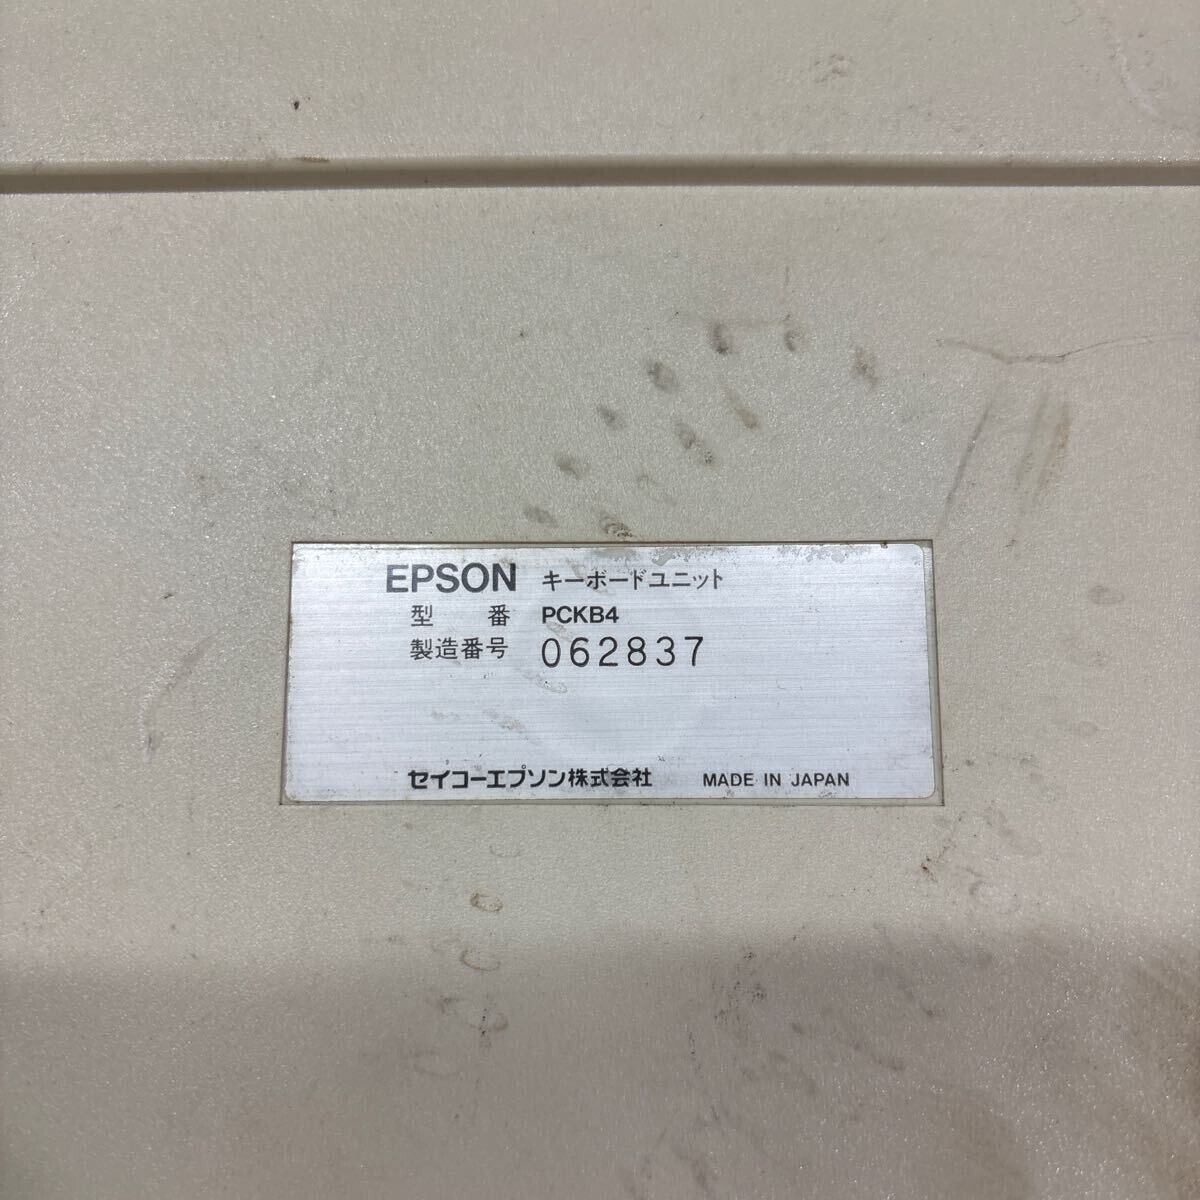 EPSON キーボードユニット
型 番 PCKB4
製造番号 062837
セイコーエプソン株式会社 MADE IN JAPAN